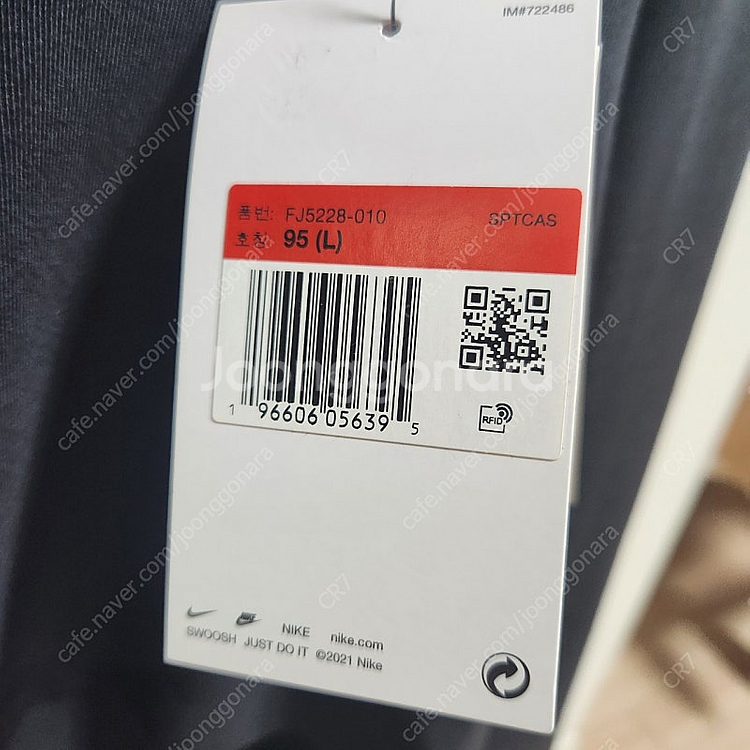 IM#722486
품번: FJ5228-010 SPTCAS
호칭: 95 (L)
1 96606 05639 5
RFID
NIKE nike.com
SWOOSH JUST DO IT ©2021 Nike
Joonggonara
cafe.naver.com/joonggonara
CR7